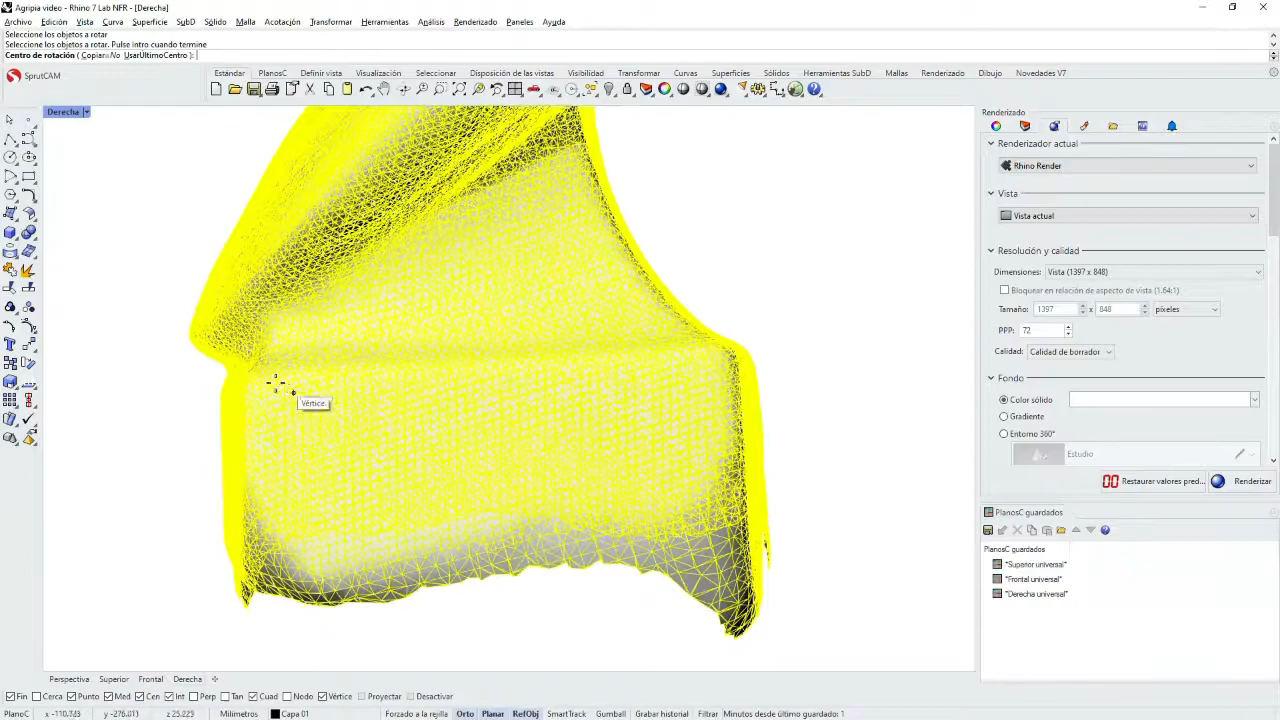 Agripia video - Rhino 7 Lab NFR - [Derecha]
Archivo Edición Vista Curva Superficie SubD Sólido Malla Acotación Transformar Herramientas Análisis Renderizado Paneles Ayuda
Seleccione los objetos a rotar
Seleccione los objetos a rotar. Pulse intro cuando termine
Centro de rotación ( Copiar=No UsarÚltimoCentro ):
SprutCAM
Estándar PlanosC Definir vista Visualización Seleccionar Disposición de las vistas Visibilidad Transformar Curvas Superficies Sólidos Herramientas SubD Mallas Renderizado Dibujo Novedades V7
Derecha
Vértice
Renderizado
Renderizador actual
Rhino Render
Vista
Vista actual
Resolución y calidad
Dimensiones: Vista (1397 x 848)
Bloquear en relación de aspecto de vista (1.64:1)
Tamaño: 1397 x 848 píxeles
PPP: 72
Calidad: Calidad de borrador
Fondo
Color sólido
Gradiente
Entorno 360°
Estudio
Restaurar valores pred... Renderizar
PlanosC guardados
PlanosC guardados
"Superior universal"
"Frontal universal"
"Derecha universal"
Perspectiva Superior Frontal Derecha
Fin Cerca Punto Med Cen Int Perp Tan Cuad Nodo Vértice Proyectar Desactivar
PlanoC x -110.743 y -276.813 z 25.225 Milímetros Capa 01 Forzado a la rejilla Orto Planar RefObj SmartTrack Gumball Grabar historial Filtrar Minutos desde último guardado: 1